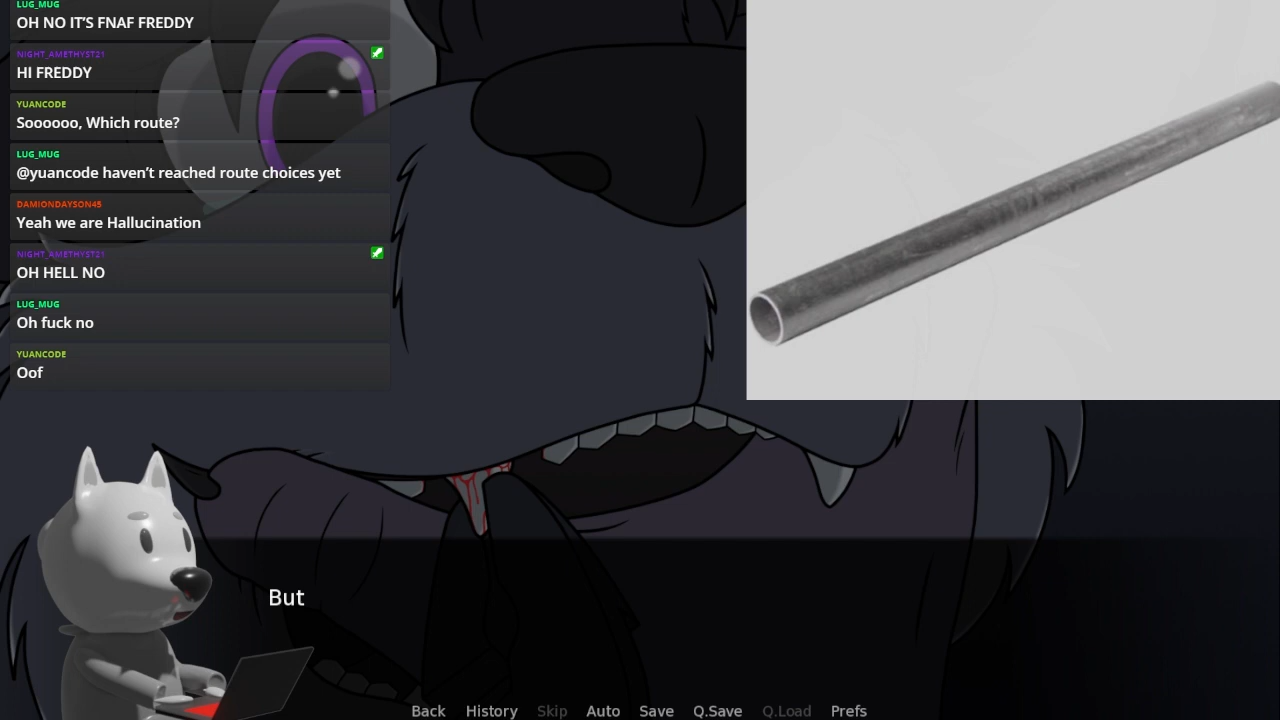 LUG_MUG
OH NO IT'S FNAF FREDDY
NIGHT_AMETHYST21
HI FREDDY
YUANCODE
Soooooo, Which route?
LUG_MUG
@yuancode haven't reached route choices yet
DAMIONDAYSON45
Yeah we are Hallucination
NIGHT_AMETHYST21
OH HELL NO
LUG_MUG
Oh fuck no
YUANCODE
Oof
But
Back History Skip Auto Save Q.Save Q.Load Prefs